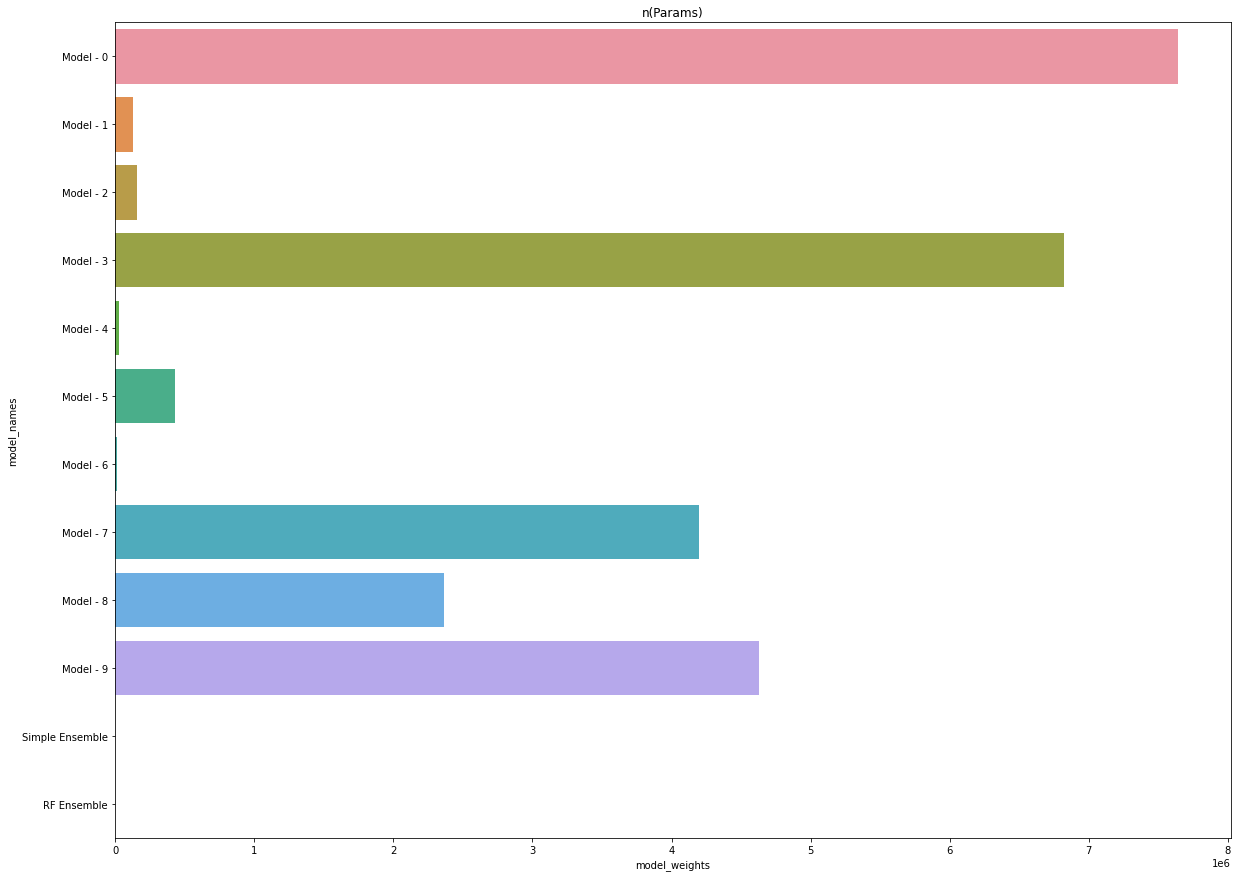 n(Params)
Model - 0
Model - 1
Model - 2
Model - 3
Model - 4
Model - 5
Model - 6
Model - 7
Model - 8
Model - 9
Simple Ensemble
RF Ensemble
model_names
0 1 2 3 4 5 6 7 8
1e6
model_weights